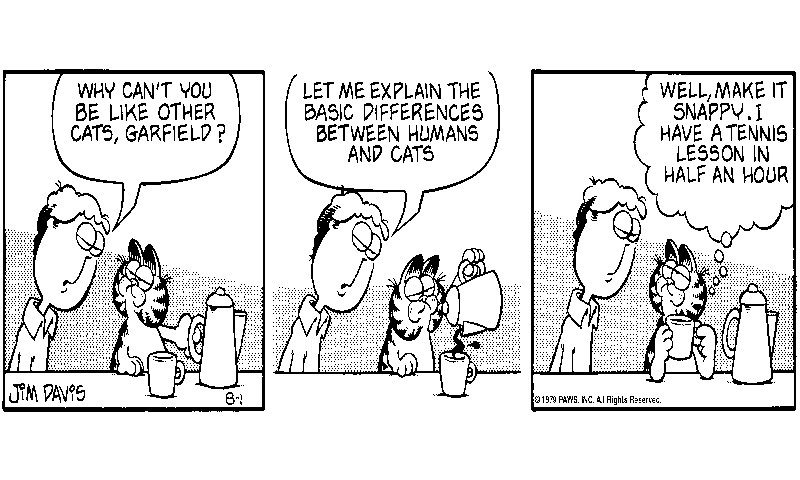 WHY CAN'T YOU
BE LIKE OTHER
CATS, GARFIELD?
JIM DAVIS
8-1
LET ME EXPLAIN THE
BASIC DIFFERENCES
BETWEEN HUMANS
AND CATS
WELL, MAKE IT
SNAPPY. I
HAVE A TENNIS
LESSON IN
HALF AN HOUR
© 1979 PAWS, INC. All Rights Reserved.